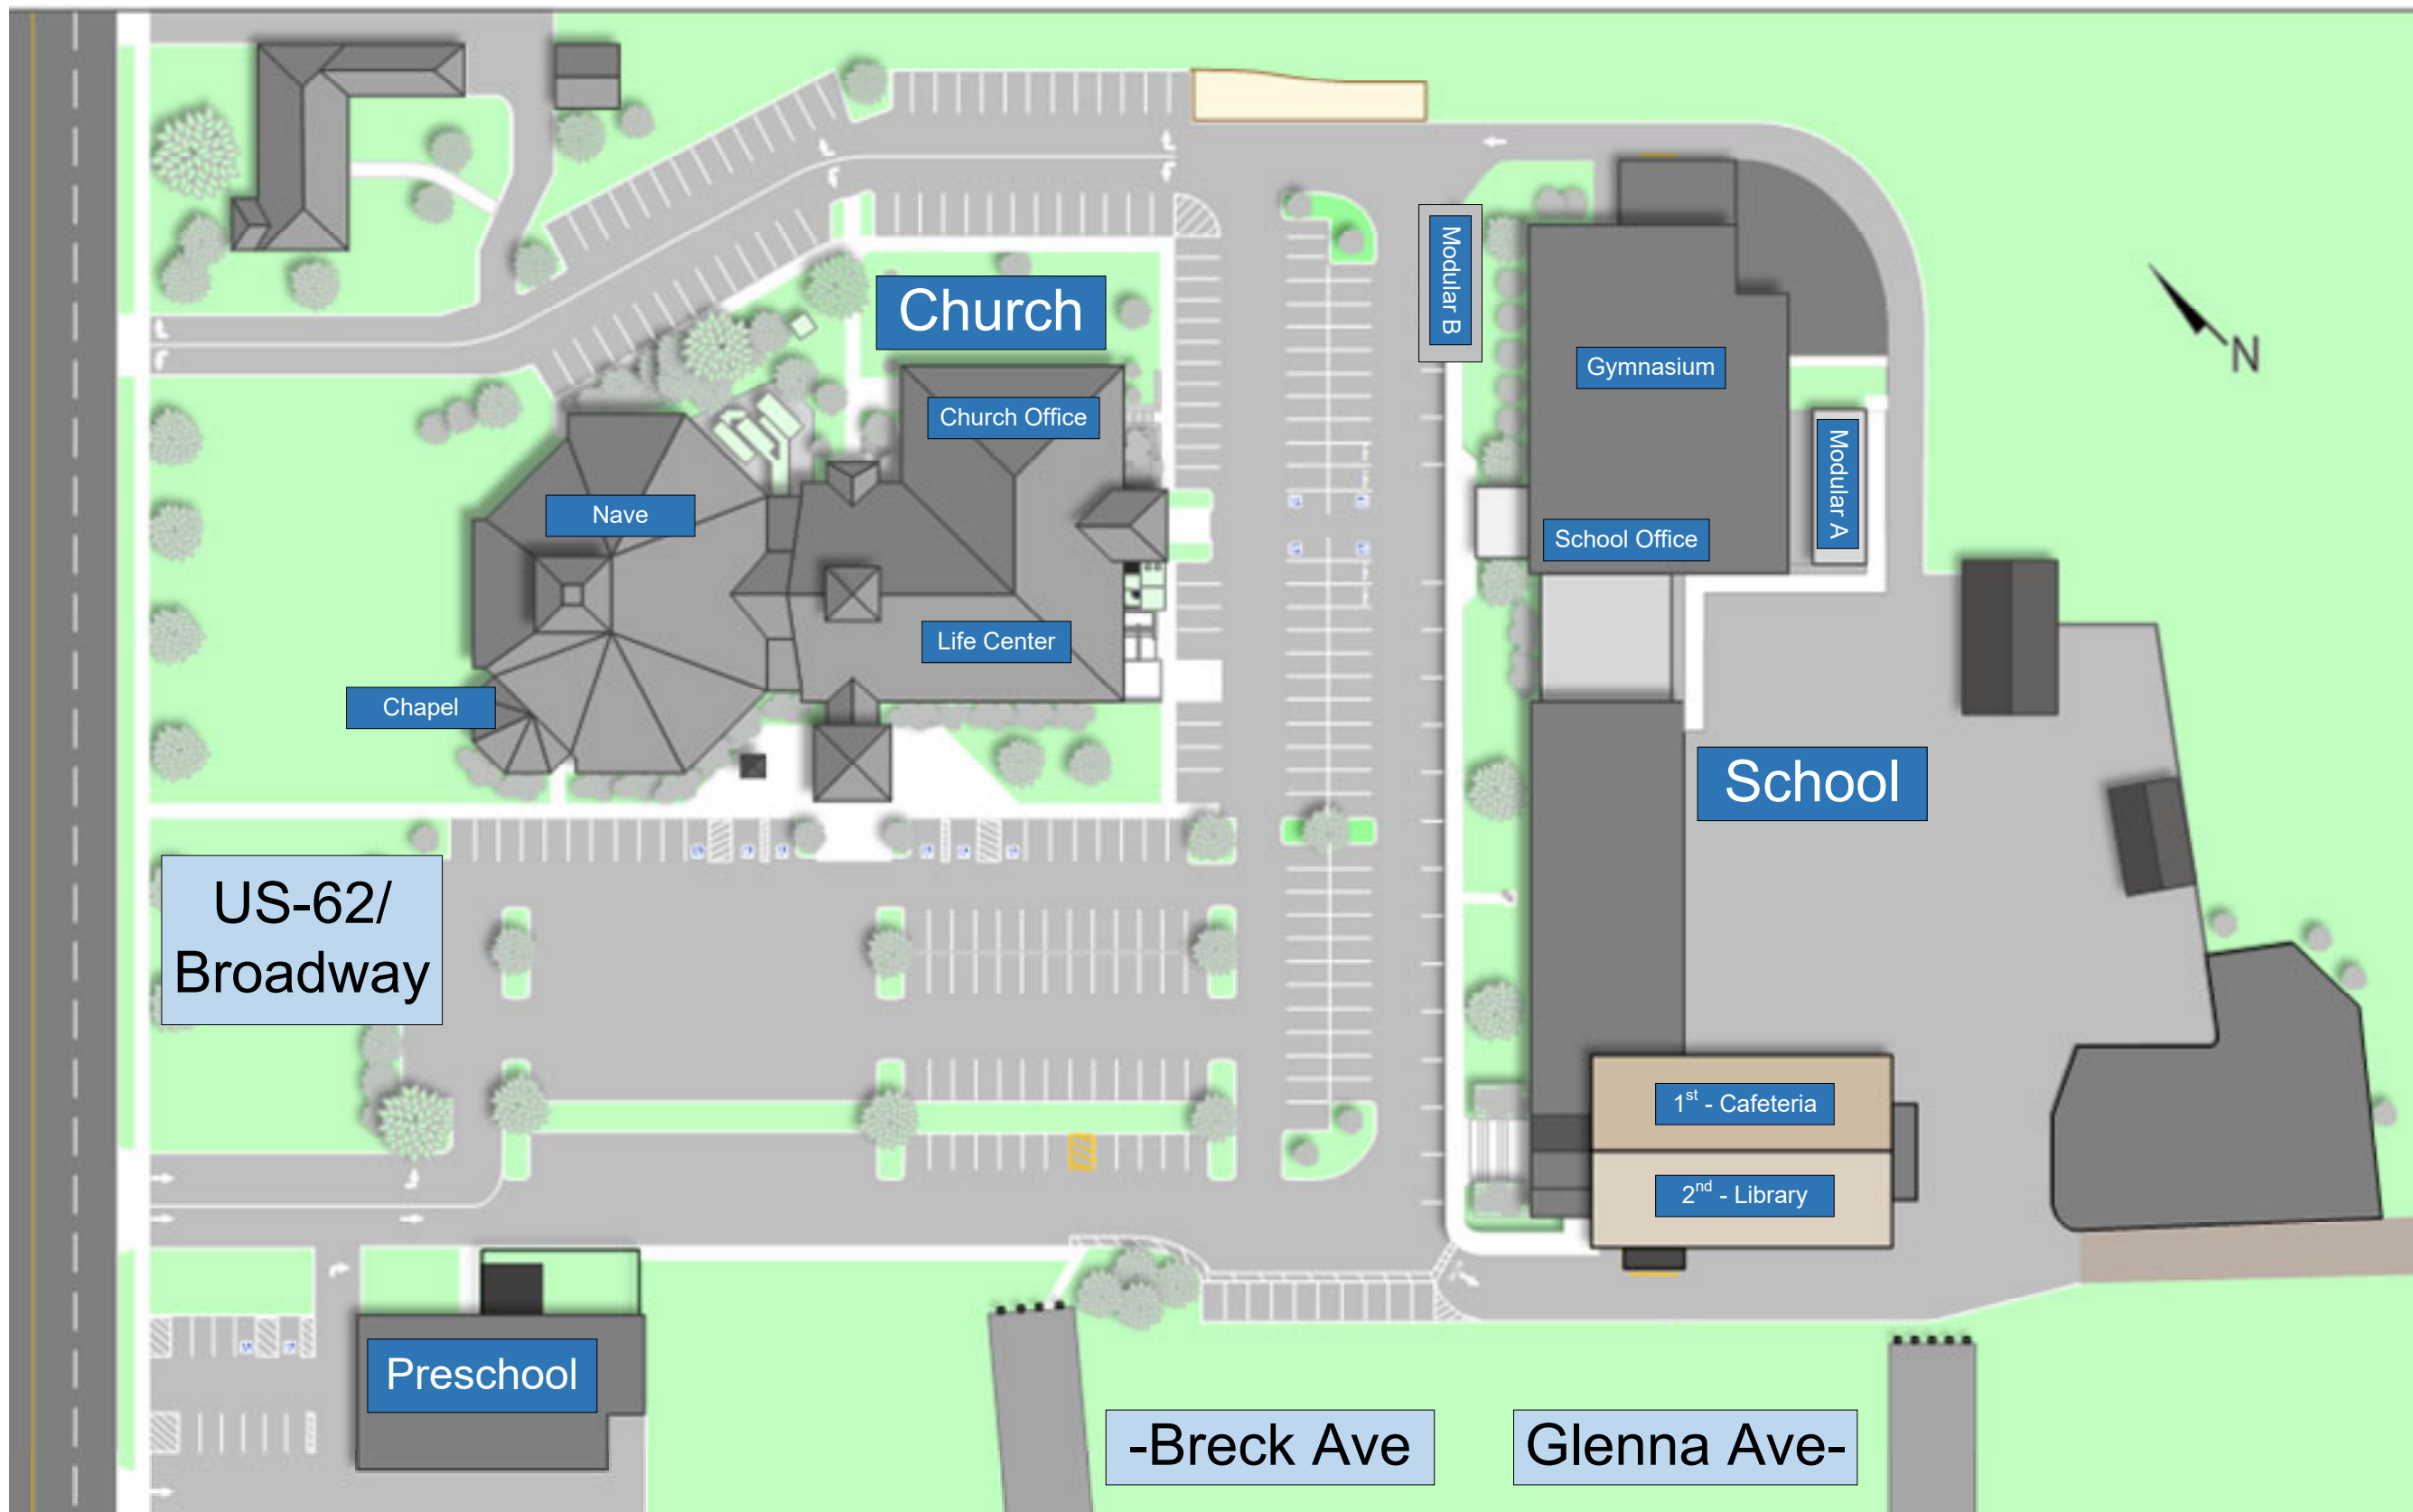 Church
Church Office
Nave
Life Center
Chapel
Modular B
Gymnasium
School Office
Modular A
N
School
US-62/
Broadway
1st - Cafeteria
2nd - Library
Preschool
-Breck Ave
Glenna Ave-